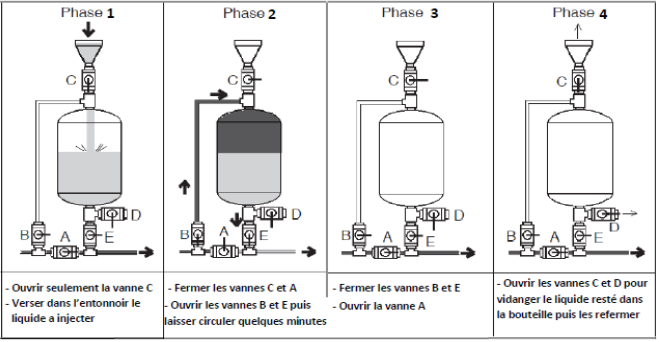 Phase 1
C
D
B
A
E
- Ouvrir seulement la vanne C
- Verser dans l'entonnoir le
liquide a injecter
Phase 2
C
D
B
A
E
- Fermer les vannes C et A
- Ouvrir les vannes B et E puis
laisser circuler quelques minutes
Phase 3
C
D
B
A
E
- Fermer les vannes B et E
- Ouvrir la vanne A
Phase 4
C
D
B
A
E
- Ouvrir les vannes C et D pour
vidanger le liquide resté dans
la bouteille puis les refermer